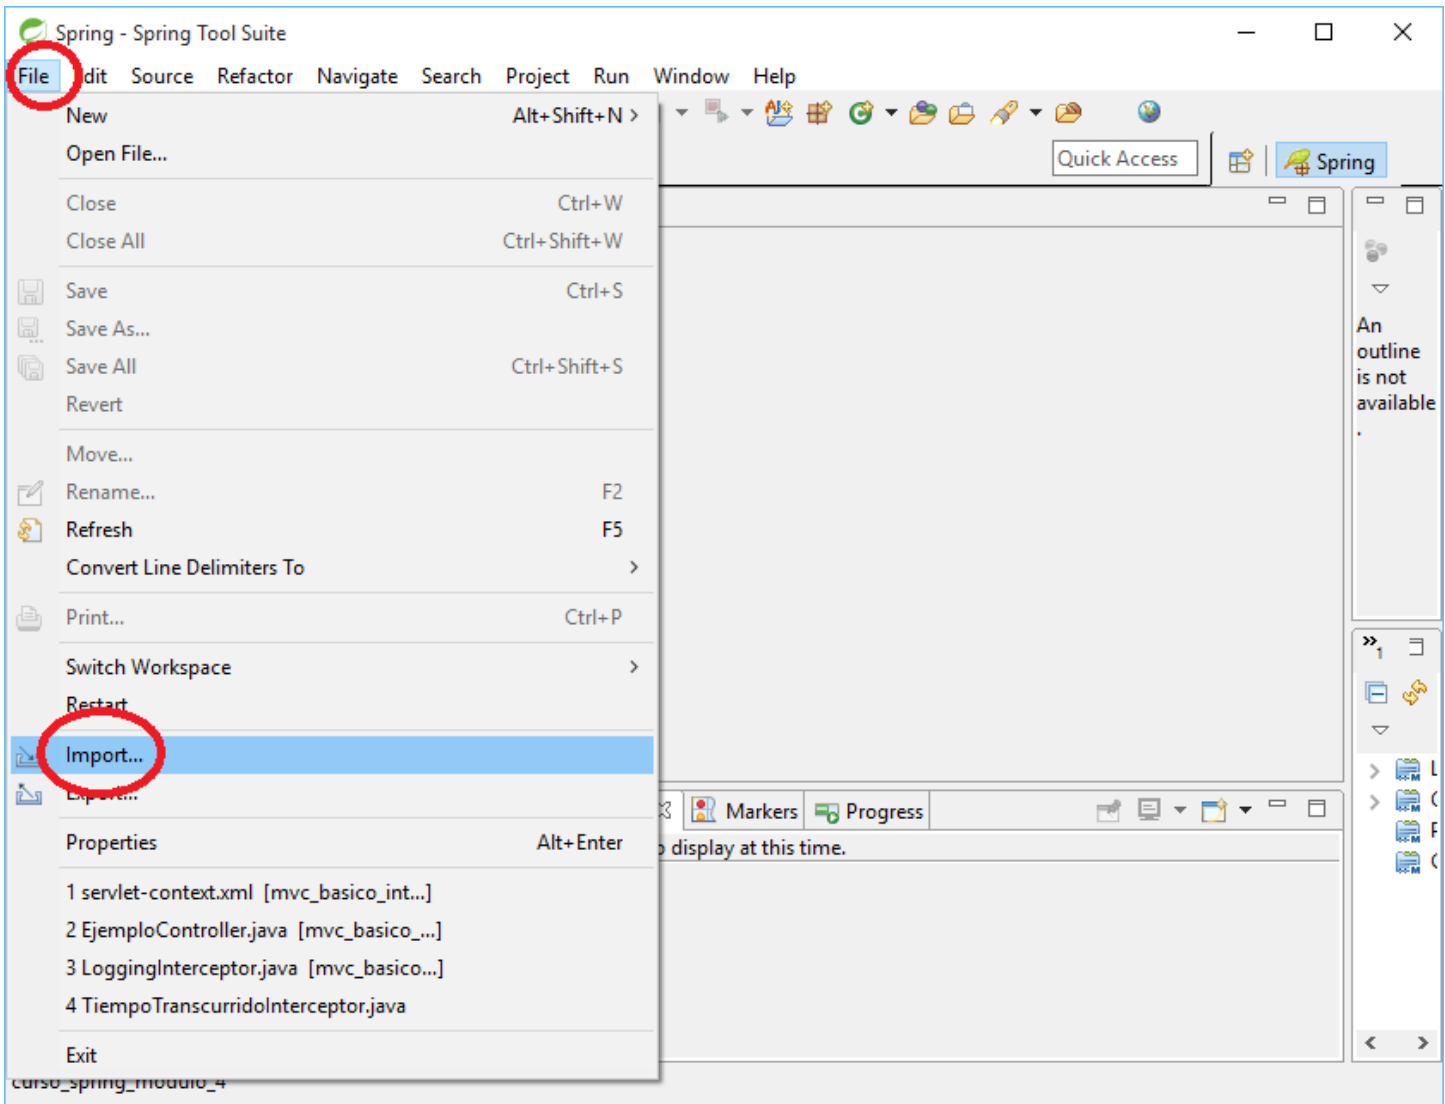 Spring - Spring Tool Suite
File dit Source Refactor Navigate Search Project Run Window Help
New Alt+Shift+N
Open File...
Quick Access
Spring
Close Ctrl+W
Close All Ctrl+Shift+W
Save Ctrl+S
Save As...
Save All Ctrl+Shift+S
Revert
Move...
Rename... F2
Refresh F5
Convert Line Delimiters To
Print... Ctrl+P
Switch Workspace
Restart
Import...
Export...
Properties Alt+Enter
1 servlet-context.xml [mvc_basico_int...]
2 EjemploController.java [mvc_basico_...]
3 LoggingInterceptor.java [mvc_basico...]
4 TiempoTranscurridoInterceptor.java
Exit
curso_spring_modulo_4
An
outline
is not
available
.
1
Markers Progress
display at this time.